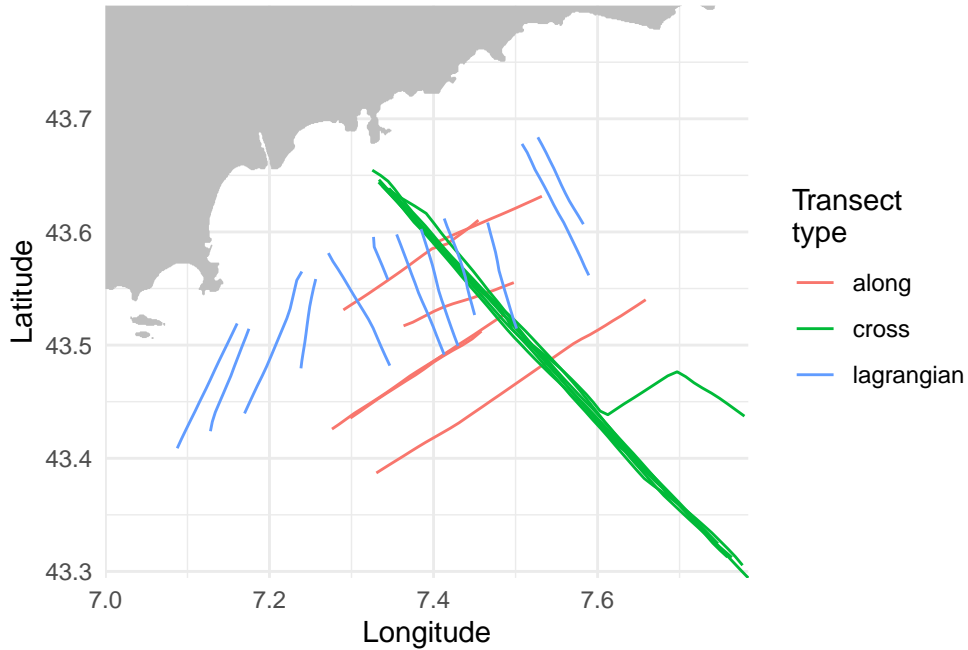 43.7
43.6
43.5
43.4
43.3
Latitude
7.0
7.2
7.4
7.6
Longitude
Transect
type
along
cross
lagrangian